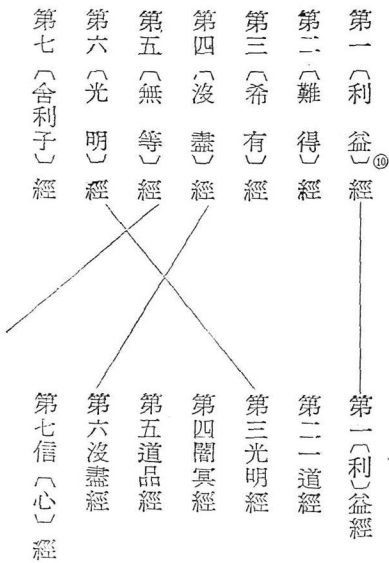 第一〔利益〕⑩經
第二〔難得〕經
第三〔希有〕經
第四〔沒盡〕經
第五〔無等〕經
第六〔光明〕經
第七〔舍利子〕經
第一〔利〕益經
第二一道經
第三光明經
第四闇冥經
第五道品經
第六沒盡經
第七信〔心〕經